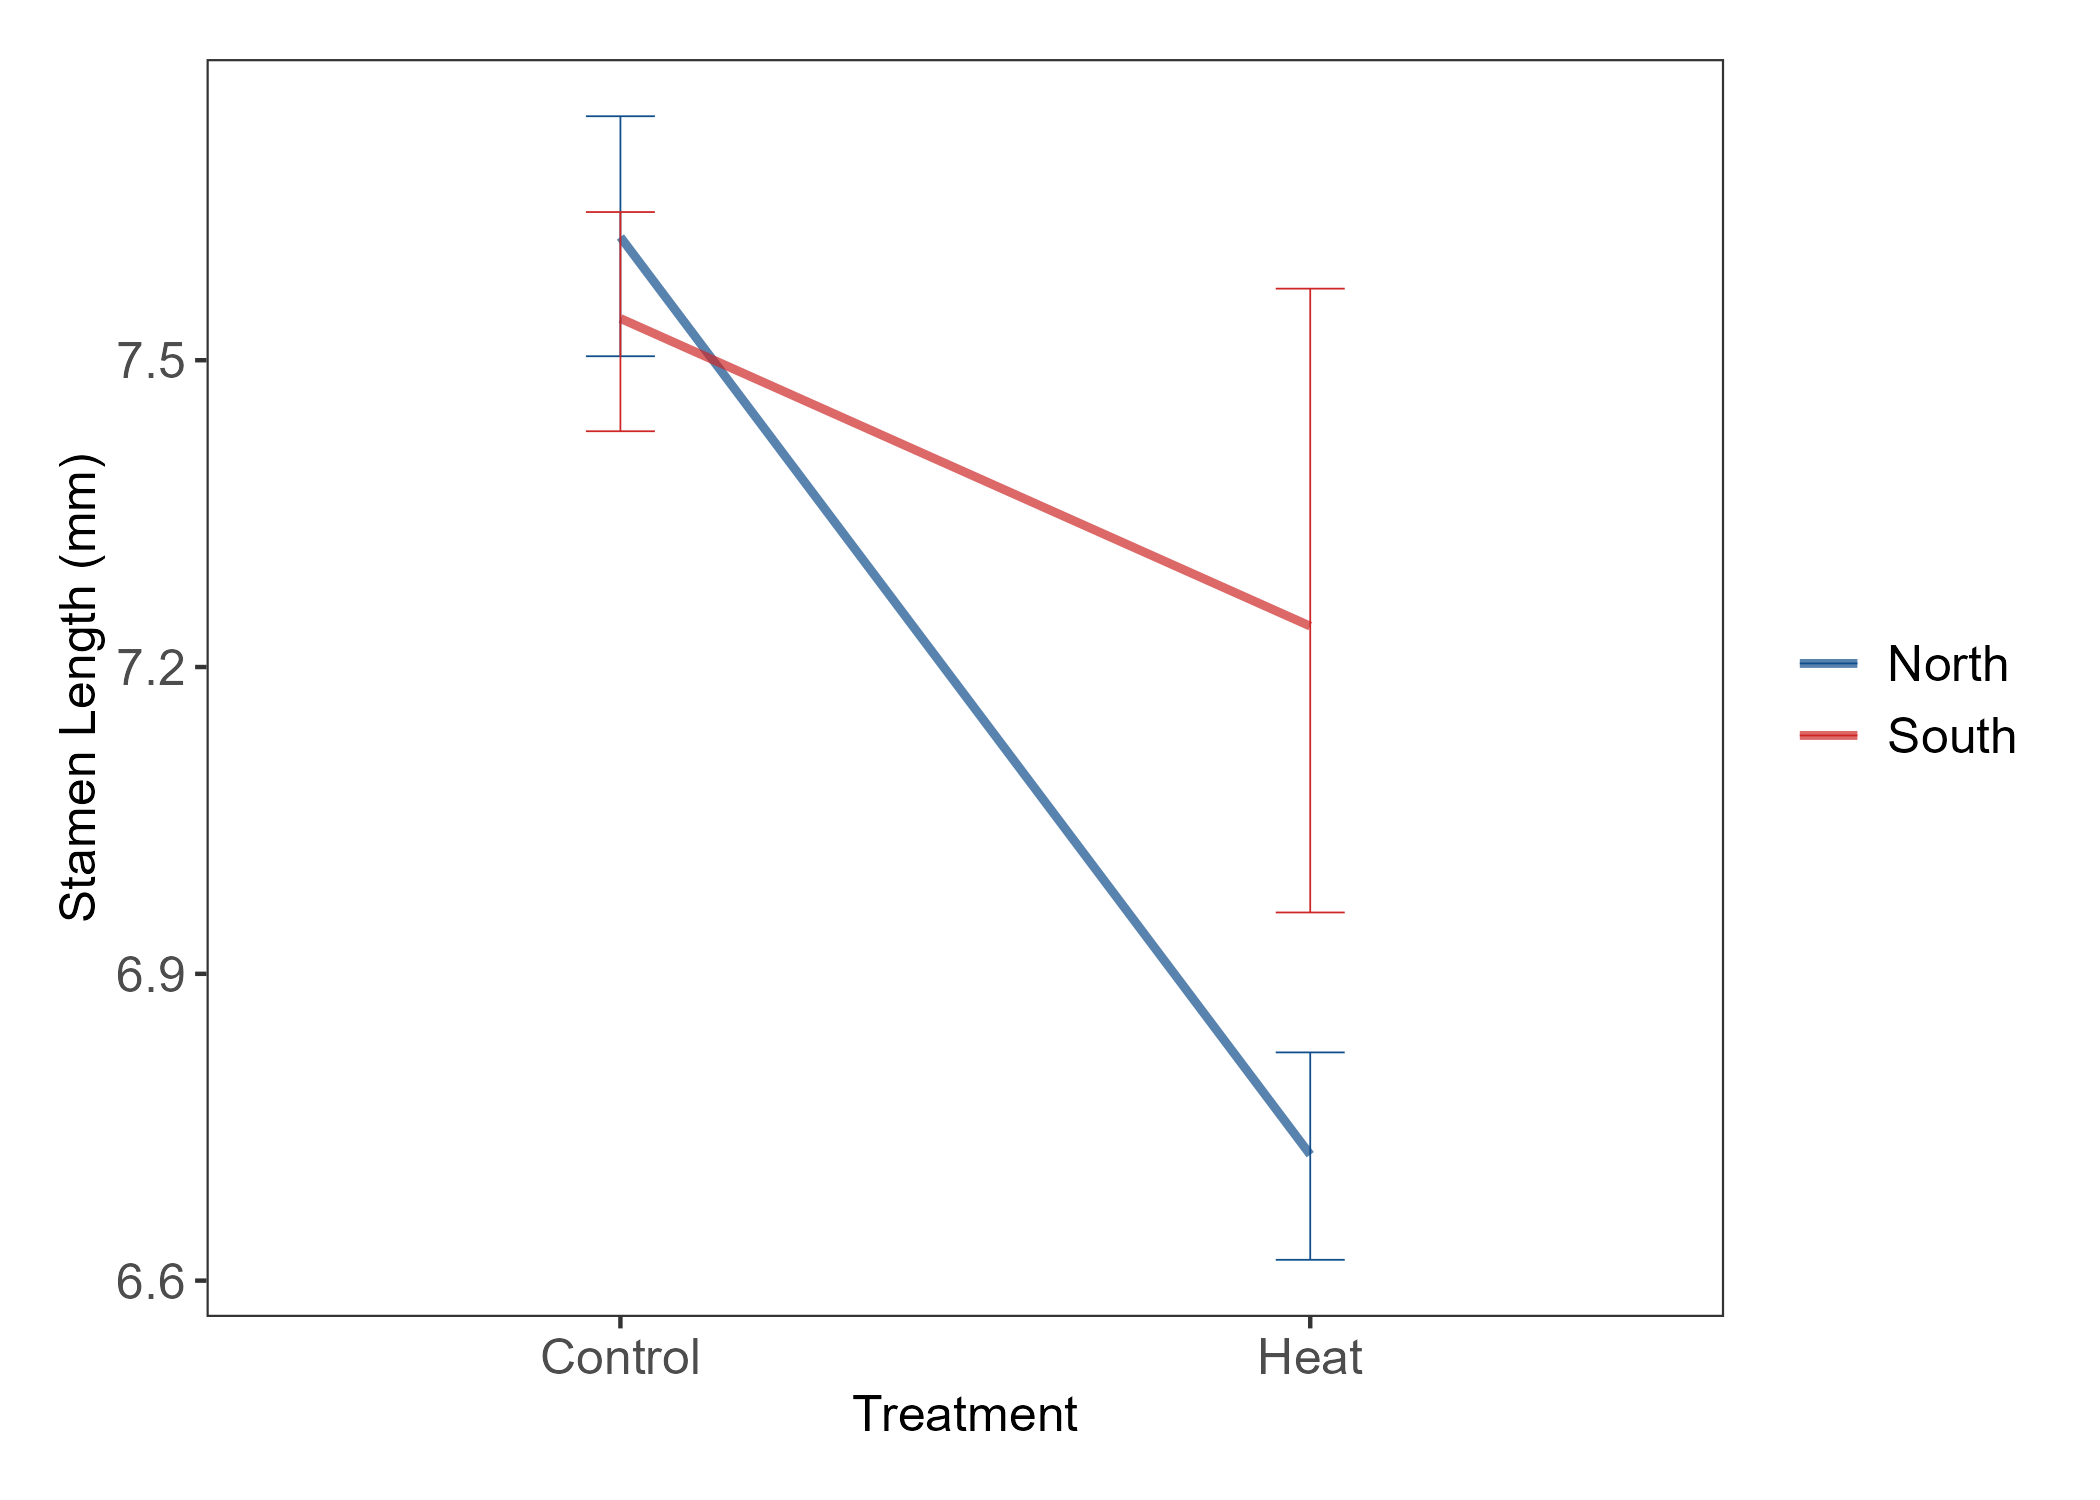 Stamen Length (mm)
7.5
7.2
6.9
6.6
Control
Heat
Treatment
North
South